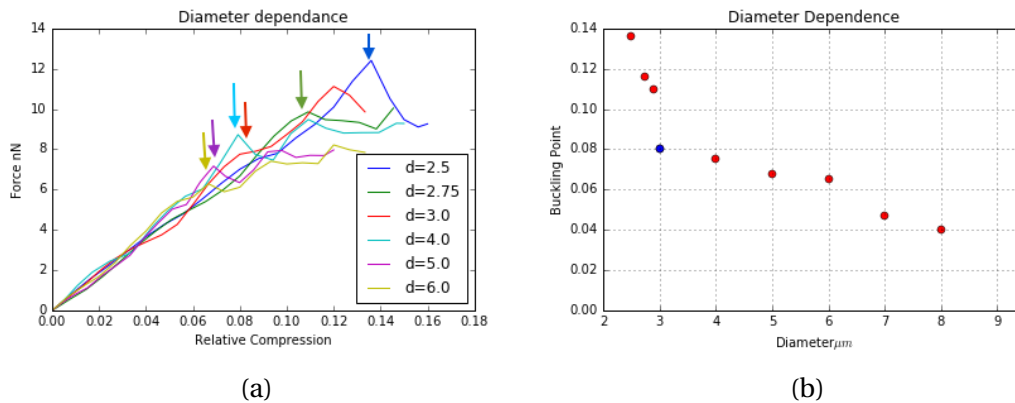 Diameter dependance
Force nN
14
12
10
8
6
4
2
0
0.00 0.02 0.04 0.06 0.08 0.10 0.12 0.14 0.16 0.18
Relative Compression
d=2.5
d=2.75
d=3.0
d=4.0
d=5.0
d=6.0
(a)
Diameter Dependence
Buckling Point
0.14
0.12
0.10
0.08
0.06
0.04
0.02
0.00
2 3 4 5 6 7 8 9
Diameterμm
(b)